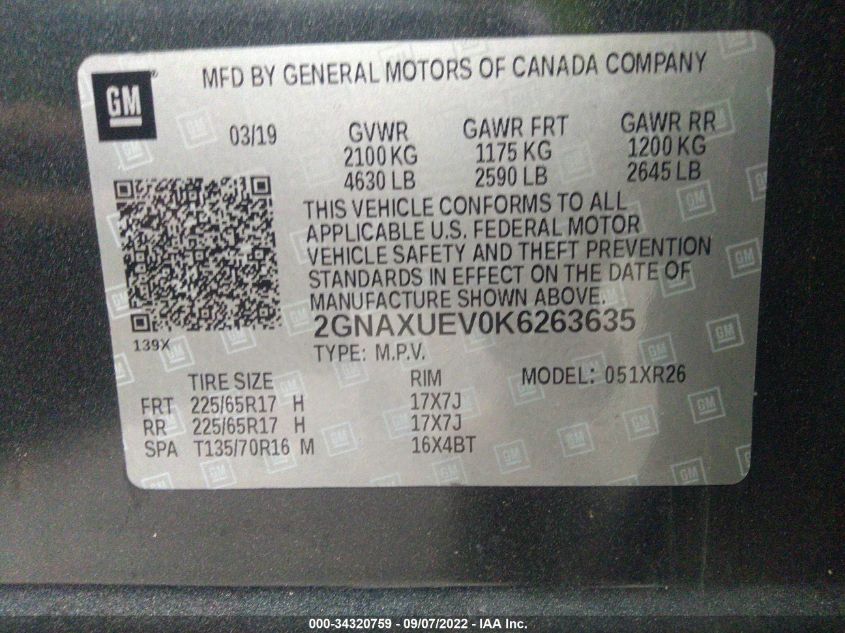 GM®
MFD BY GENERAL MOTORS OF CANADA COMPANY
03/19 GVWR GAWR FRT GAWR RR
2100 KG 1175 KG 1200 KG
4630 LB 2590 LB 2645 LB
THIS VEHICLE CONFORMS TO ALL
APPLICABLE U.S. FEDERAL MOTOR
VEHICLE SAFETY AND THEFT PREVENTION
STANDARDS IN EFFECT ON THE DATE OF
MANUFACTURE SHOWN ABOVE.
2GNAXUEV0K6263635
139X
TYPE: M.P.V.
TIRE SIZE RIM MODEL: 051XR26
FRT 225/65R17 H 17X7J
RR 225/65R17 H 17X7J
SPA T135/70R16 M 16X4BT
000-34320759 - 09/07/2022 - IAA Inc.